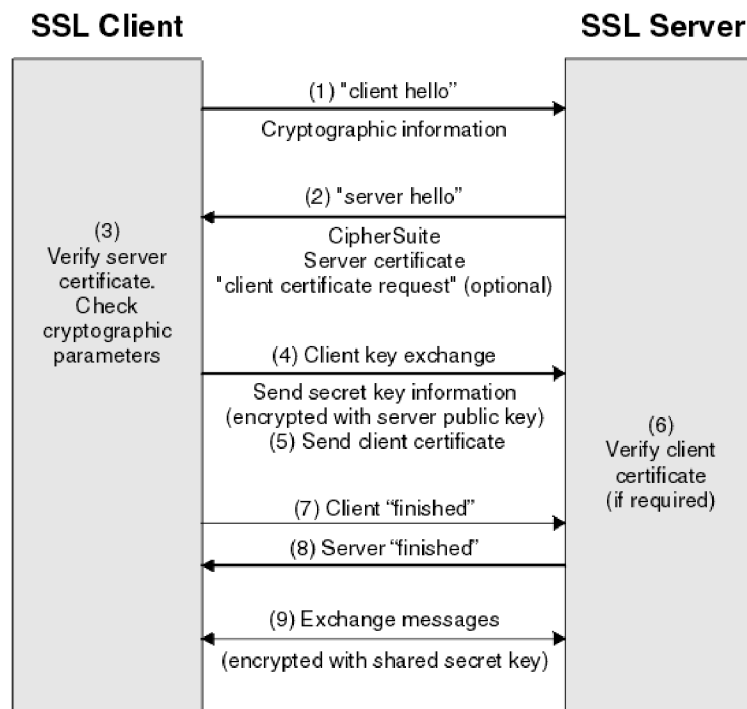 SSL Client
SSL Server
(1) "client hello”
Cryptographic information
(2) "server hello”
CipherSuite
Server certificate
"client certificate request" (optional)
(3)
Verify server
certificate.
Check
cryptographic
parameters
(4) Client key exchange
Send secret key information
(encrypted with server public key)
(5) Send client certificate
(6)
Verify client
certificate
(if required)
(7) Client “finished”
(8) Server “finished”
(9) Exchange messages
(encrypted with shared secret key)